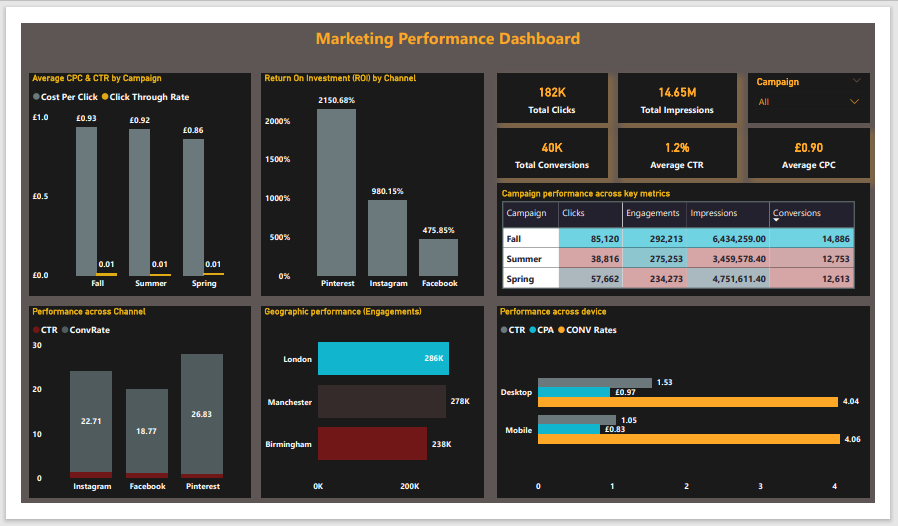 Marketing Performance Dashboard
Average CPC & CTR by Campaign
Cost Per Click Click Through Rate
£1.0
£0.5
£0.0
£0.93
£0.92
£0.86
0.01
0.01
0.01
Fall Summer Spring
Return On Investment (ROI) by Channel
2000%
1500%
1000%
500%
0%
2150.68%
980.15%
475.85%
Pinterest Instagram Facebook
182K
Total Clicks
14.65M
Total Impressions
Campaign
All
40K
Total Conversions
1.2%
Average CTR
£0.90
Average CPC
Campaign performance across key metrics
Campaign Clicks Engagements Impressions Conversions
Fall 85,120 292,213 6,434,259.00 14,886
Summer 38,816 275,253 3,459,578.40 12,753
Spring 57,662 234,273 4,751,611.40 12,613
Performance across Channel
CTR ConvRate
30
20
10
0
22.71
18.77
26.83
Instagram Facebook Pinterest
Geographic performance (Engagements)
London 286K
Manchester 278K
Birmingham 238K
0K 200K
Performance across device
CTR CPA CONV Rates
Desktop
1.53
£0.97
4.04
Mobile
1.05
£0.83
4.06
0 1 2 3 4